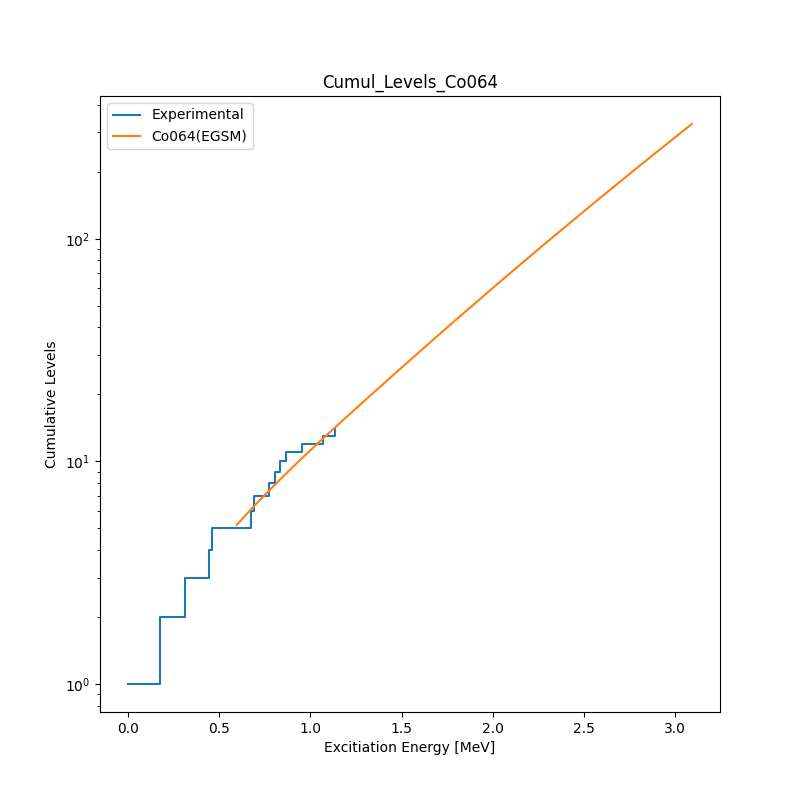 Cumul_Levels_Co064
Experimental
Co064(EGSM)
Cumulative Levels
10²
10¹
10⁰
0.0 0.5 1.0 1.5 2.0 2.5 3.0
Excitiation Energy [MeV]